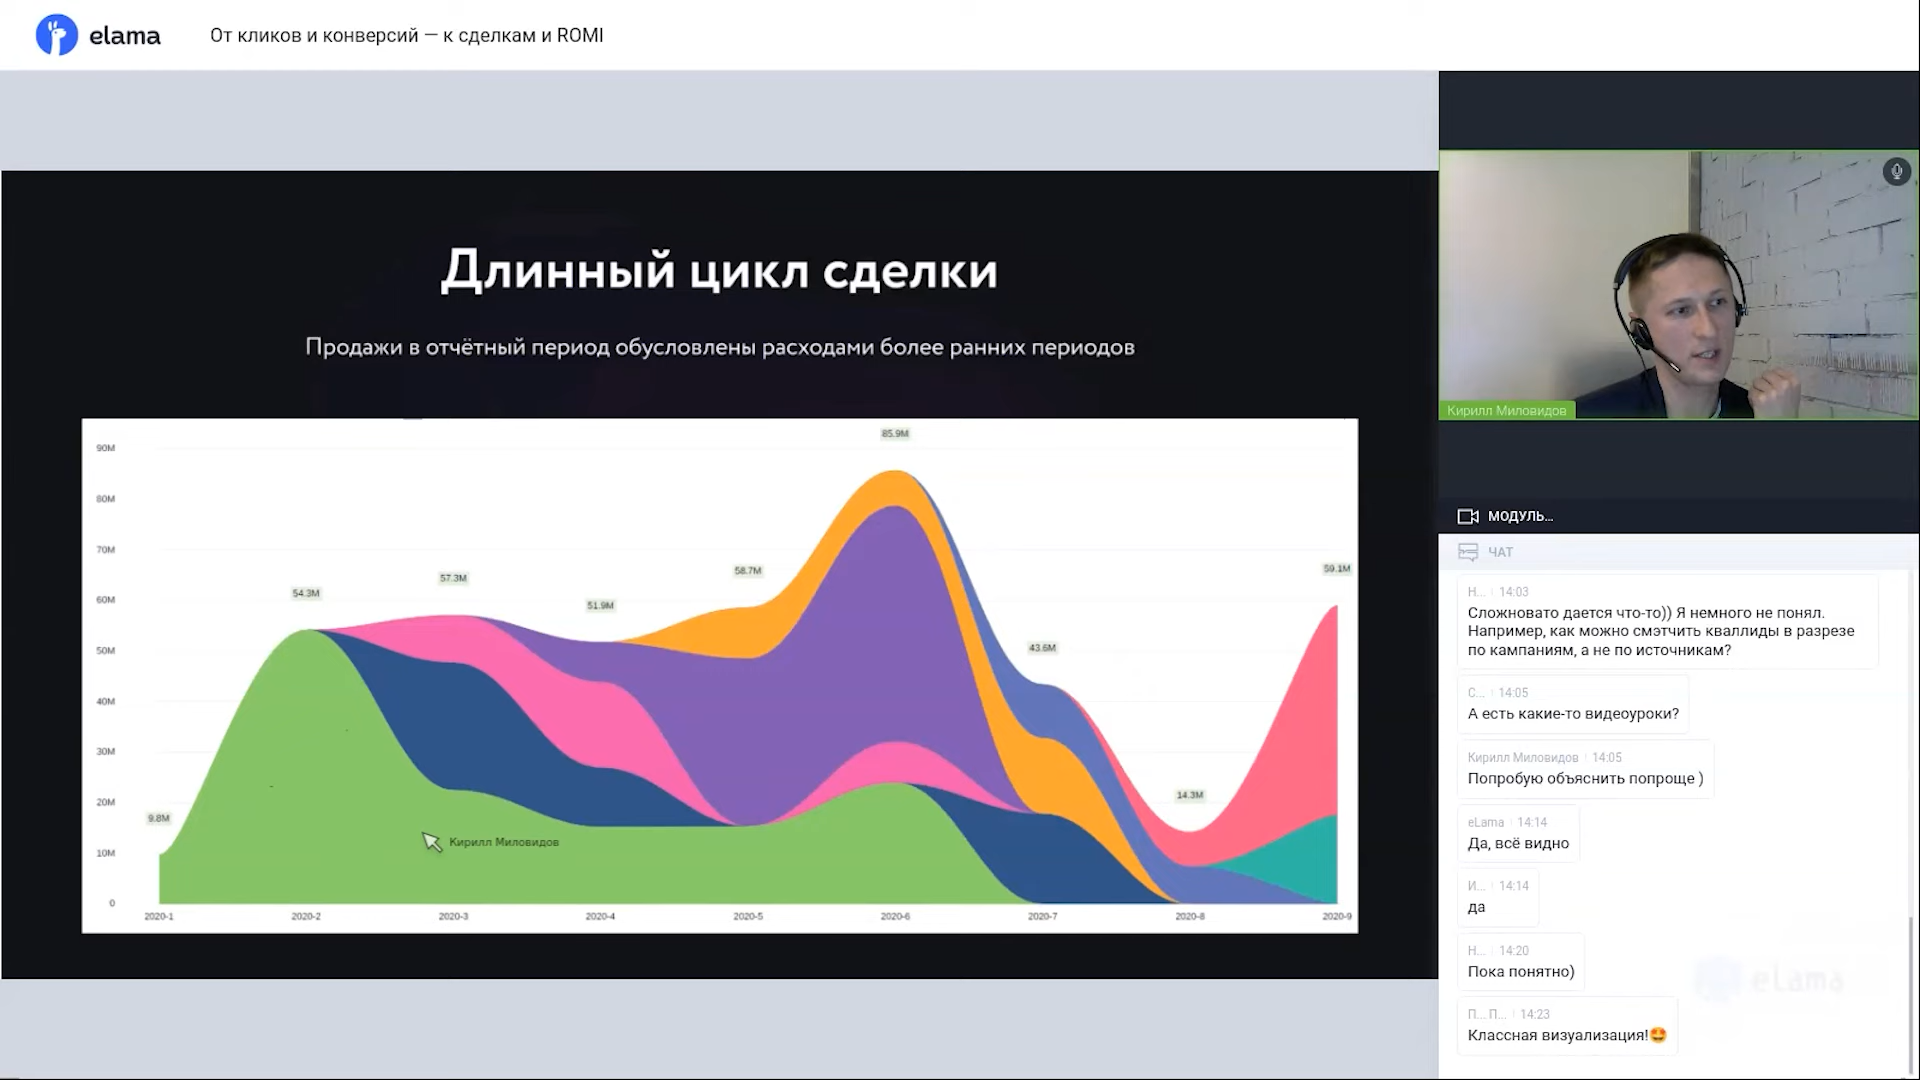 elama
От кликов и конверсий — к сделкам и ROMI
Длинный цикл сделки
Продажи в отчётный период обусловлены расходами более ранних периодов
90M
80M
70M
60M
50M
40M
30M
20M
10M
0
9.8M
54.3M
57.3M
51.9M
58.7M
85.9M
43.6M
14.3M
59.1M
Кирилл Миловидов
2020-1
2020-2
2020-3
2020-4
2020-5
2020-6
2020-7
2020-8
2020-9
Кирилл Миловидов
МОДУЛЬ...
ЧАТ
Н... 14:03
Сложновато дается что-то)) Я немного не понял.
Например, как можно смэтчить кваллиды в разрезе
по кампаниям, а не по источникам?
С... 14:05
А есть какие-то видеоуроки?
Кирилл Миловидов 14:05
Попробую объяснить попроще )
eLama 14:14
Да, всё видно
И... 14:14
да
Н... 14:20
Пока понятно)
П... П... 14:23
Классная визуализация!🤩
eLama